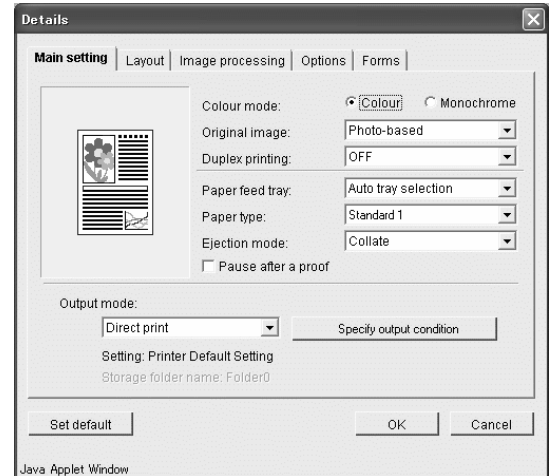 Details
Main setting Layout Image processing Options Forms
Colour mode: Colour Monochrome
Original image: Photo-based
Duplex printing: OFF
Paper feed tray: Auto tray selection
Paper type: Standard 1
Ejection mode: Collate
Pause after a proof
Output mode:
Direct print Specify output condition
Setting: Printer Default Setting
Storage folder name: Folder0
Set default OK Cancel
Java Applet Window